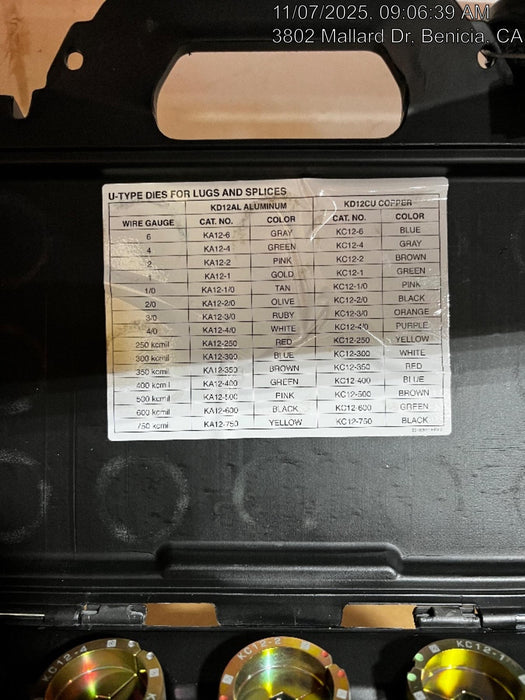 11/07/2025, 09:06:39 AM
3802 Mallard Dr, Benicia, CA
U-TYPE DIES FOR LUGS AND SPLICES
KD12AL ALUMINUM KD12CU COPPER
WIRE GAUGE CAT. NO. COLOR CAT. NO. COLOR
6 KA12-6 GRAY KC12-6 BLUE
4 KA12-4 GREEN KC12-4 GRAY
2 KA12-2 PINK KC12-2 BROWN
1 KA12-1 GOLD KC12-1 GREEN
1/0 KA12-1/0 TAN KC12-1/0 PINK
2/0 KA12-2/0 OLIVE KC12-2/0 BLACK
3/0 KA12-3/0 RUBY KC12-3/0 ORANGE
4/0 KA12-4/0 WHITE KC12-4/0 PURPLE
250 kcmil KA12-250 RED KC12-250 YELLOW
300 kcmil KA12-300 BLUE KC12-300 WHITE
350 kcmil KA12-350 BROWN KC12-350 RED
400 kcmil KA12-400 GREEN KC12-400 BLUE
500 kcmil KA12-500 PINK KC12-500 BROWN
600 kcmil KA12-600 BLACK KC12-600 GREEN
750 kcmil KA12-750 YELLOW KC12-750 BLACK
KC12-4 KC12-2 KC12-1